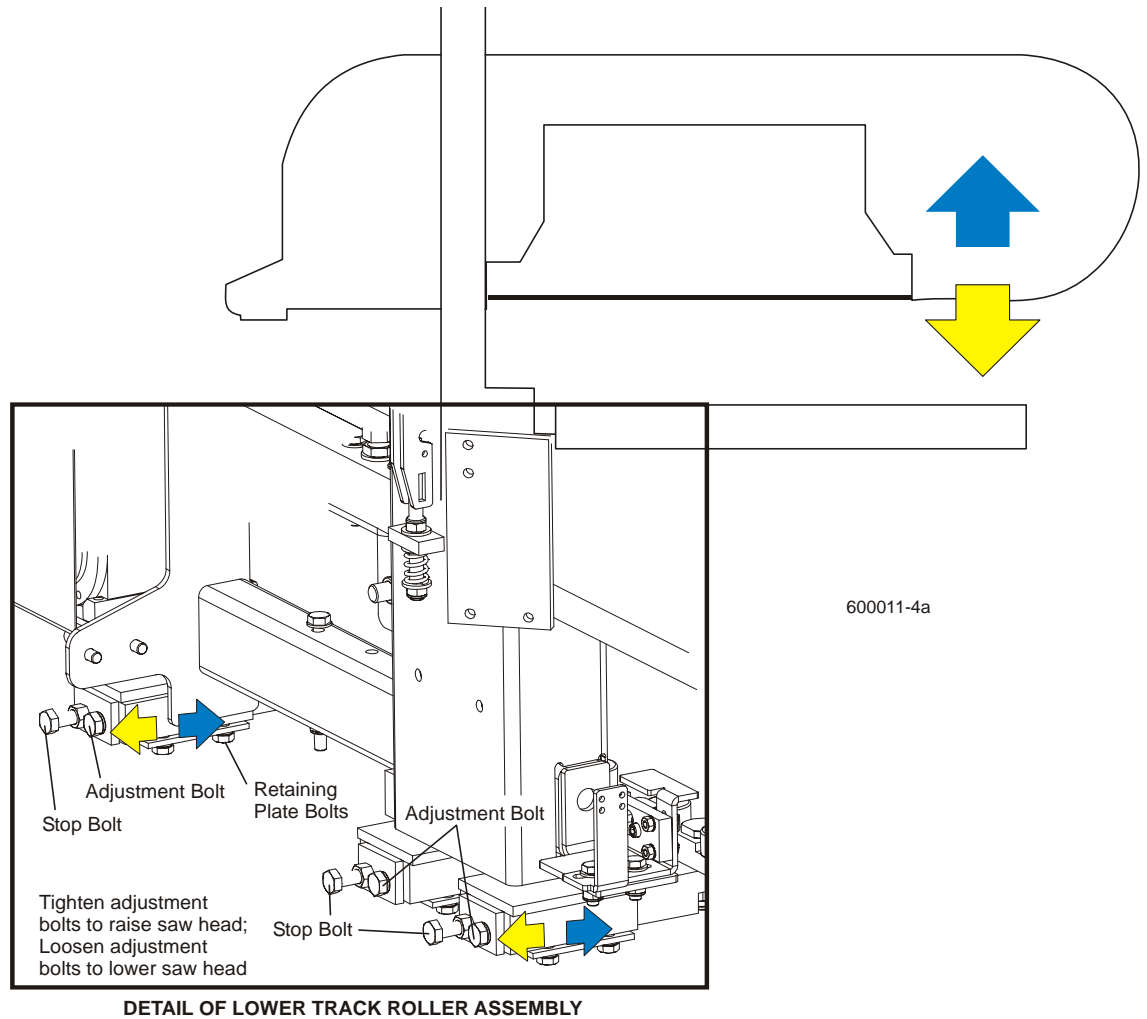 600011-4a
Adjustment Bolt
Stop Bolt
Retaining
Plate Bolts
Adjustment Bolt
Stop Bolt
Tighten adjustment
bolts to raise saw head;
Loosen adjustment
bolts to lower saw head
DETAIL OF LOWER TRACK ROLLER ASSEMBLY